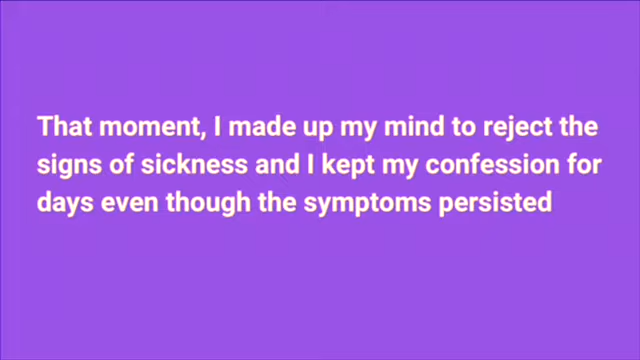 That moment, I made up my mind to reject the
signs of sickness and I kept my confession for
days even though the symptoms persisted